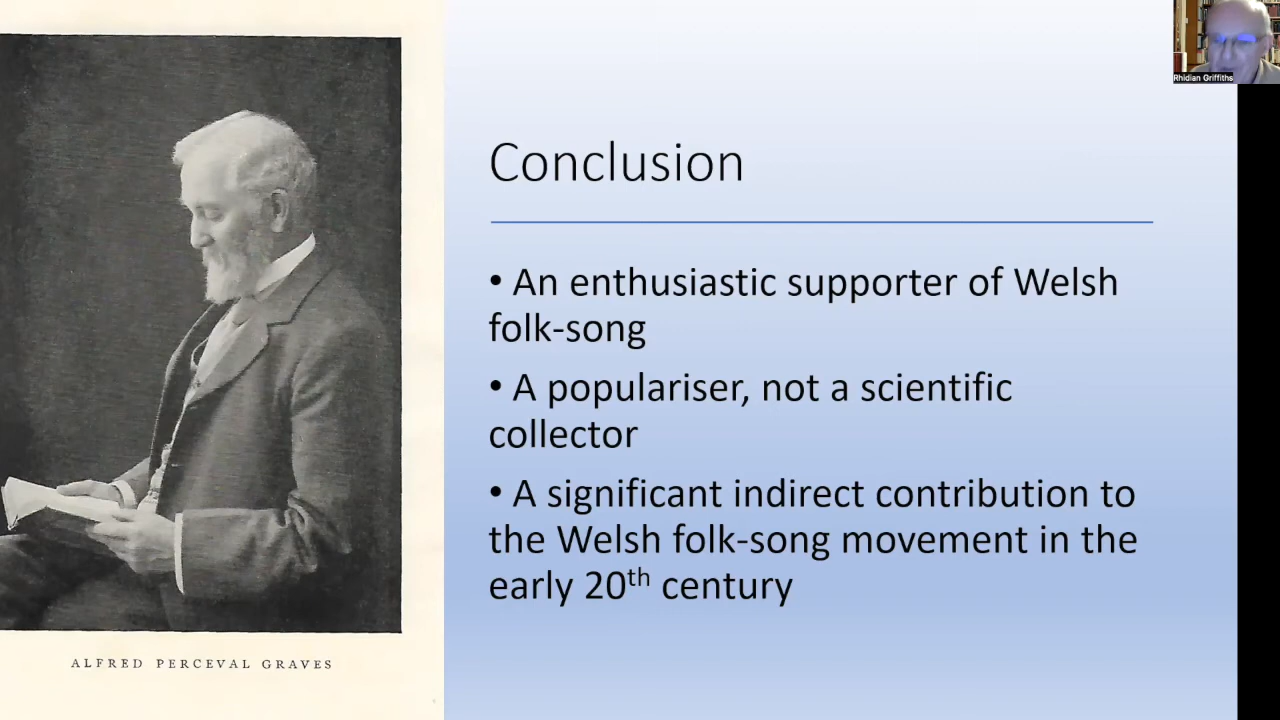 Rhidian Griffiths
Conclusion
• An enthusiastic supporter of Welsh
folk-song
• A populariser, not a scientific
collector
• A significant indirect contribution to
the Welsh folk-song movement in the
early 20th century
ALFRED PERCEVAL GRAVES